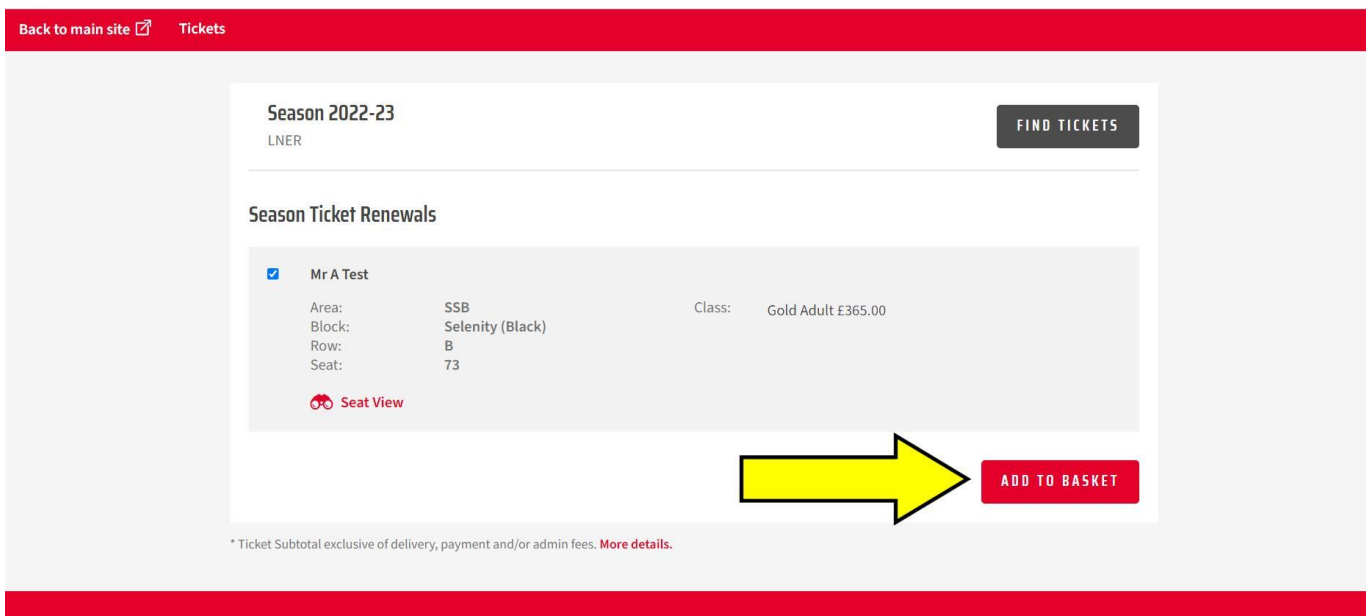 Back to main site Tickets
Season 2022-23
LNER
FIND TICKETS
Season Ticket Renewals
Mr A Test
Area: SSB Class: Gold Adult £365.00
Block: Selenity (Black)
Row: B
Seat: 73
Seat View
ADD TO BASKET
* Ticket Subtotal exclusive of delivery, payment and/or admin fees. More details.